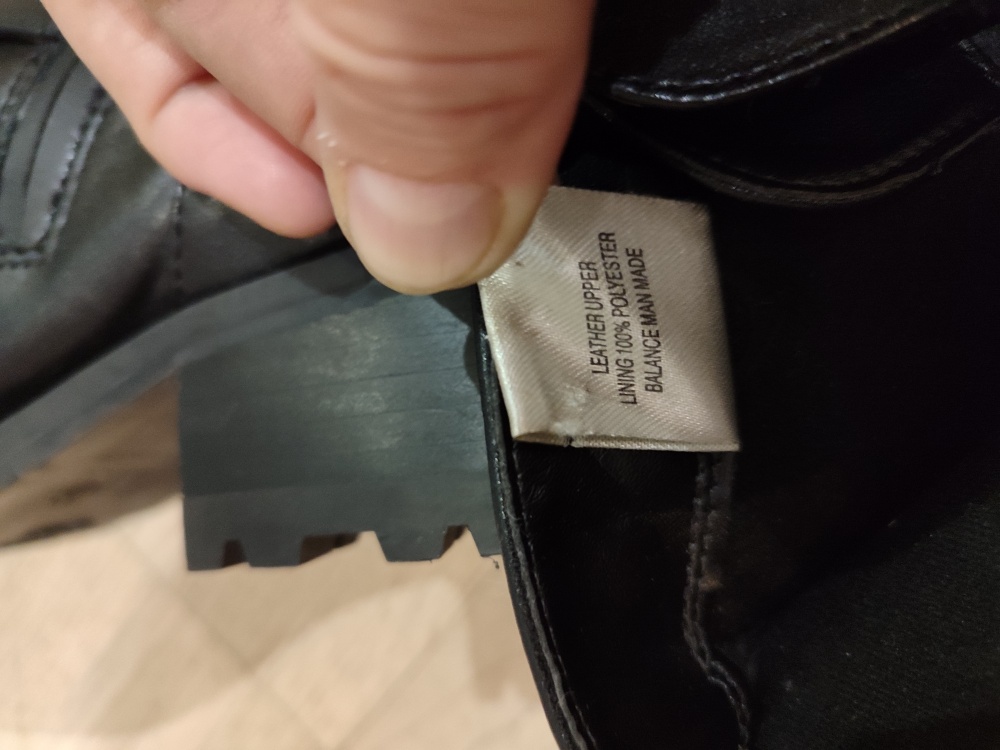 LEATHER UPPER
LINING 100% POLYESTER
BALANCE MAN MADE